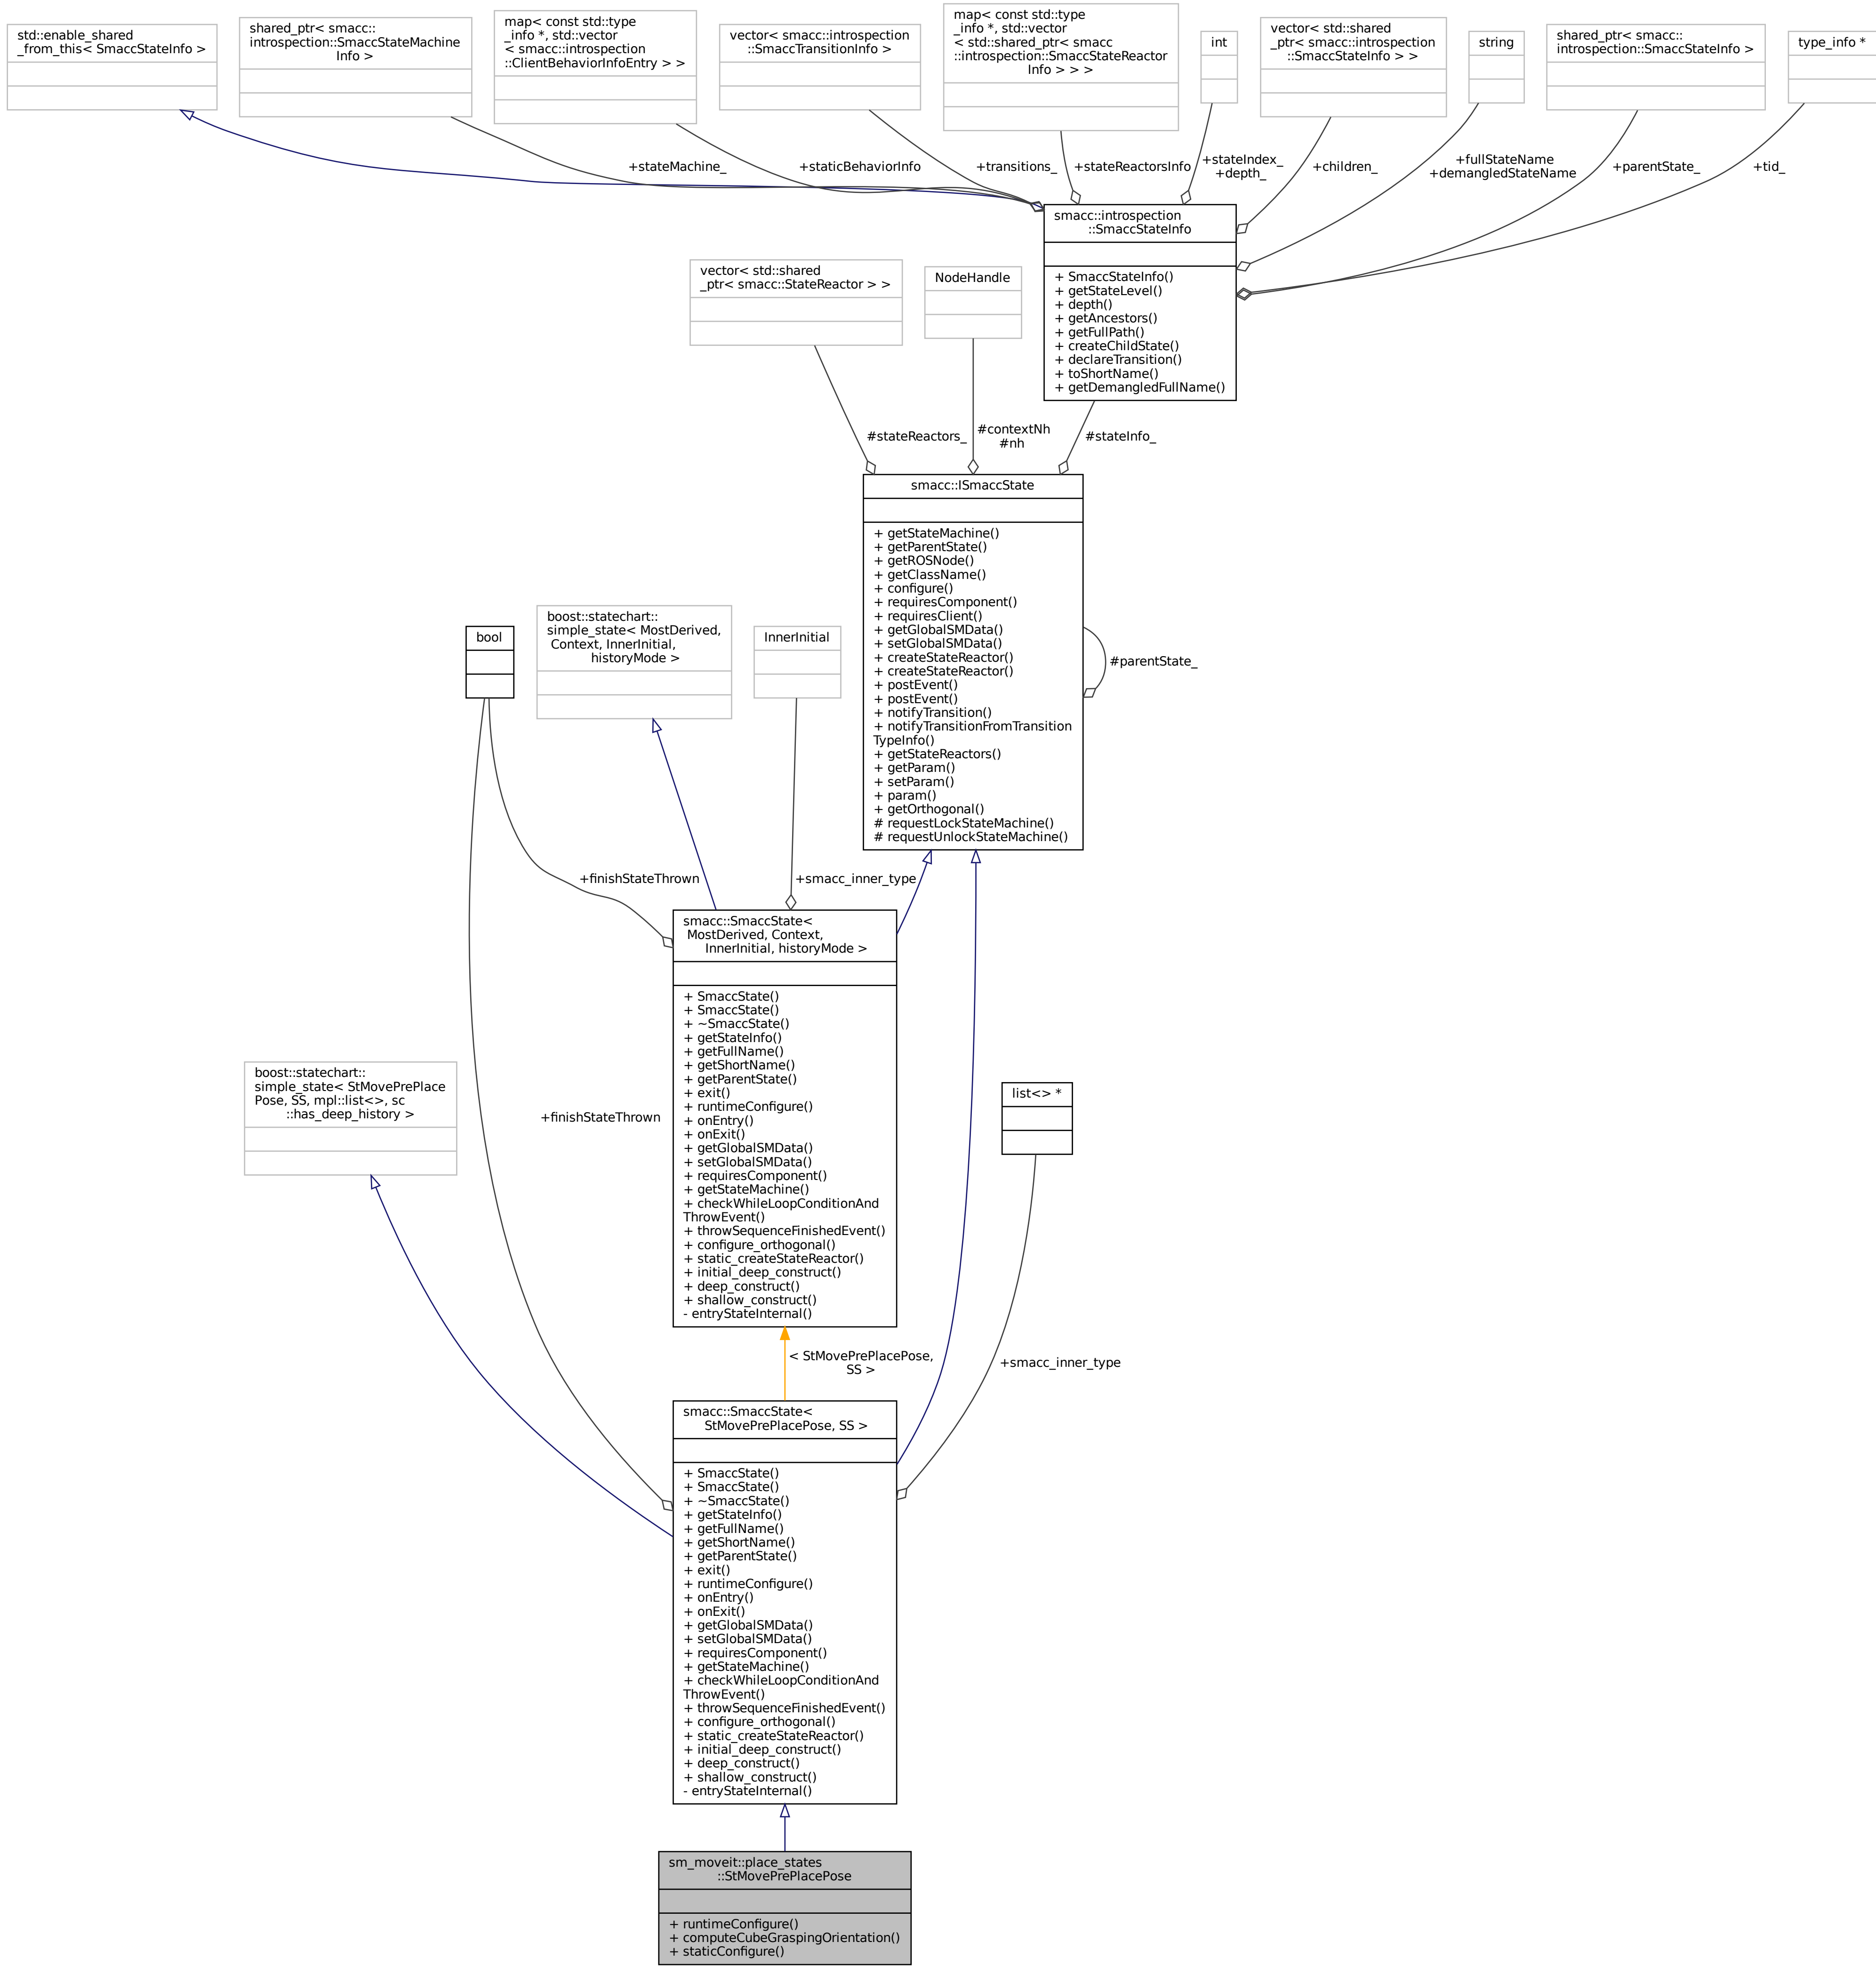 std::enable_shared
_from_this< SmaccStateInfo >
shared_ptr< smacc::
introspection::SmaccStateMachine
Info >
map< const std::type
_info *, std::vector
< smacc::introspection
::ClientBehaviorInfoEntry > >
vector< smacc::introspection
::SmaccTransitionInfo >
map< const std::type
_info *, std::vector
< std::shared_ptr< smacc
::introspection::SmaccStateReactor
Info > > >
int
vector< std::shared
_ptr< smacc::introspection
::SmaccStateInfo > >
string
shared_ptr< smacc::
introspection::SmaccStateInfo >
type_info *
+stateMachine_
+staticBehaviorInfo
+transitions_
+stateReactorsInfo
+stateIndex_
+depth_
+children_
+fullStateName
+demangledStateName
+parentState_
+tid_
smacc::introspection
::SmaccStateInfo
+ SmaccStateInfo()
+ getStateLevel()
+ depth()
+ getAncestors()
+ getFullPath()
+ createChildState()
+ declareTransition()
+ toShortName()
+ getDemangledFullName()
vector< std::shared
_ptr< smacc::StateReactor > >
NodeHandle
#stateReactors_
#contextNh
#nh
#stateInfo_
smacc::ISmaccState
+ getStateMachine()
+ getParentState()
+ getROSNode()
+ getClassName()
+ configure()
+ requiresComponent()
+ requiresClient()
+ getGlobalSMData()
+ setGlobalSMData()
+ createStateReactor()
+ createStateReactor()
+ postEvent()
+ postEvent()
+ notifyTransition()
+ notifyTransitionFromTransition
TypeInfo()
+ getStateReactors()
+ getParam()
+ setParam()
+ param()
+ getOrthogonal()
# requestLockStateMachine()
# requestUnlockStateMachine()
#parentState_
bool
boost::statechart::
simple_state< MostDerived,
Context, InnerInitial,
historyMode >
InnerInitial
+finishStateThrown
+smacc_inner_type
smacc::SmaccState<
MostDerived, Context,
InnerInitial, historyMode >
+ SmaccState()
+ SmaccState()
+ ~SmaccState()
+ getStateInfo()
+ getFullName()
+ getShortName()
+ getParentState()
+ exit()
+ runtimeConfigure()
+ onEntry()
+ onExit()
+ getGlobalSMData()
+ setGlobalSMData()
+ requiresComponent()
+ getStateMachine()
+ checkWhileLoopConditionAnd
ThrowEvent()
+ throwSequenceFinishedEvent()
+ configure_orthogonal()
+ static_createStateReactor()
+ initial_deep_construct()
+ deep_construct()
+ shallow_construct()
- entryStateInternal()
boost::statechart::
simple_state< StMovePrePlace
Pose, SS, mpl::list<>, sc
::has_deep_history >
+finishStateThrown
list<> *
< StMovePrePlacePose,
SS >
+smacc_inner_type
smacc::SmaccState<
StMovePrePlacePose, SS >
+ SmaccState()
+ SmaccState()
+ ~SmaccState()
+ getStateInfo()
+ getFullName()
+ getShortName()
+ getParentState()
+ exit()
+ runtimeConfigure()
+ onEntry()
+ onExit()
+ getGlobalSMData()
+ setGlobalSMData()
+ requiresComponent()
+ getStateMachine()
+ checkWhileLoopConditionAnd
ThrowEvent()
+ throwSequenceFinishedEvent()
+ configure_orthogonal()
+ static_createStateReactor()
+ initial_deep_construct()
+ deep_construct()
+ shallow_construct()
- entryStateInternal()
sm_moveit::place_states
::StMovePrePlacePose
+ runtimeConfigure()
+ computeCubeGraspingOrientation()
+ staticConfigure()